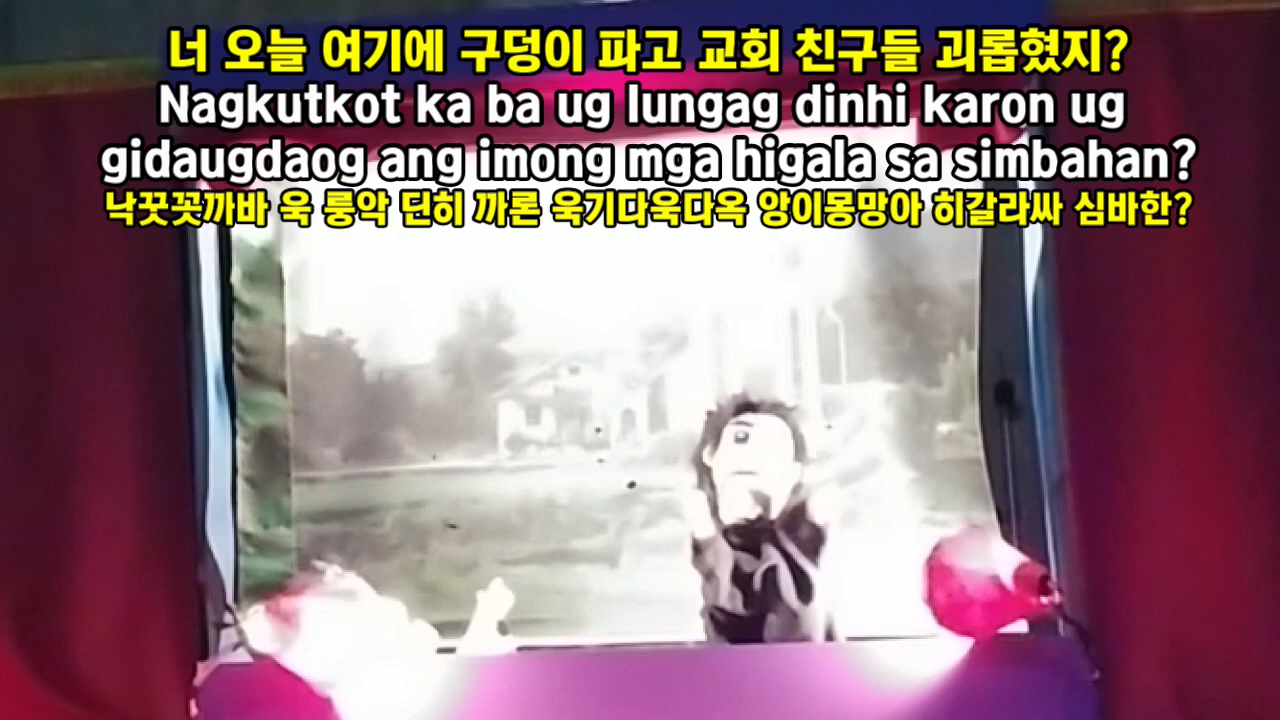 너 오늘 여기에 구덩이 파고 교회 친구들 괴롭혔지?
Nagkutkot ka ba ug lungag dinhi karon ug
gidaugdaog ang imong mga higala sa simbahan?
낙꾿꼳까바 욱 룽악 딘히 까론 욱기다욱다옥 앙이몽망아 히갈라싸 심바한?